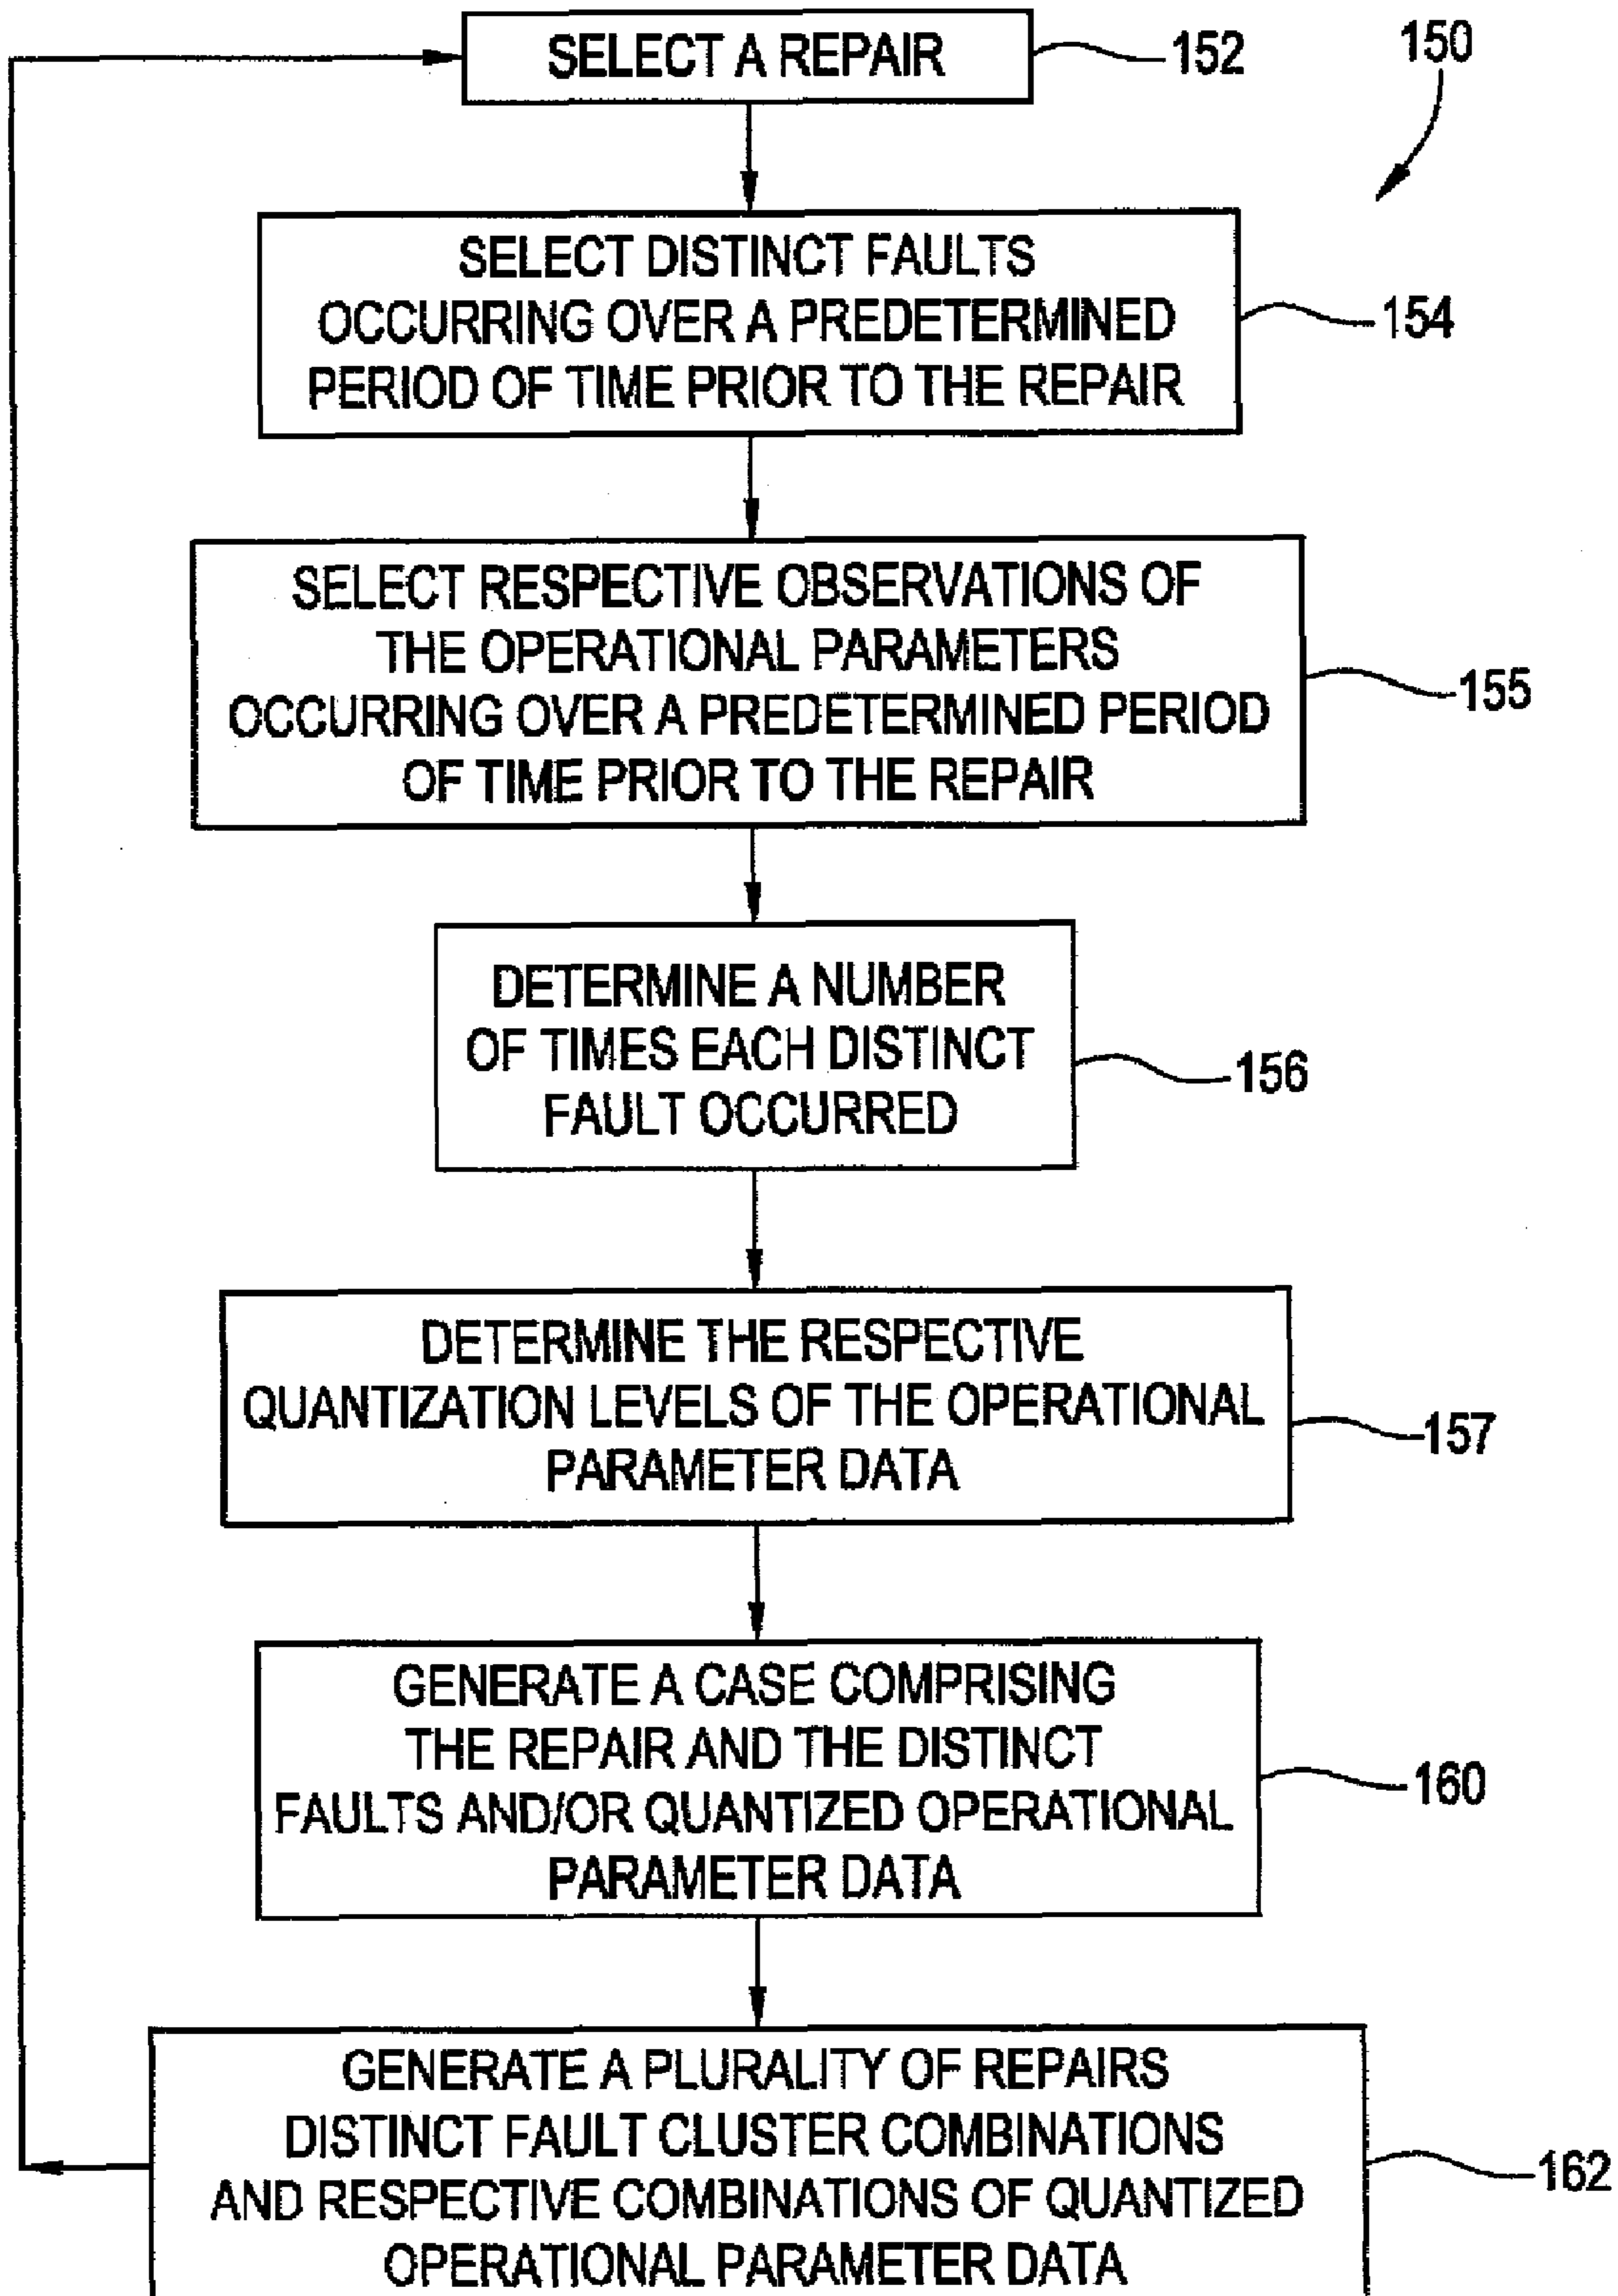 SELECT A REPAIR
152
150
SELECT DISTINCT FAULTS
OCCURRING OVER A PREDETERMINED
PERIOD OF TIME PRIOR TO THE REPAIR
154
SELECT RESPECTIVE OBSERVATIONS OF
THE OPERATIONAL PARAMETERS
OCCURRING OVER A PREDETERMINED PERIOD
OF TIME PRIOR TO THE REPAIR
155
DETERMINE A NUMBER
OF TIMES EACH DISTINCT
FAULT OCCURRED
156
DETERMINE THE RESPECTIVE
QUANTIZATION LEVELS OF THE OPERATIONAL
PARAMETER DATA
157
GENERATE A CASE COMPRISING
THE REPAIR AND THE DISTINCT
FAULTS AND/OR QUANTIZED OPERATIONAL
PARAMETER DATA
160
GENERATE A PLURALITY OF REPAIRS
DISTINCT FAULT CLUSTER COMBINATIONS
AND RESPECTIVE COMBINATIONS OF QUANTIZED
OPERATIONAL PARAMETER DATA
162